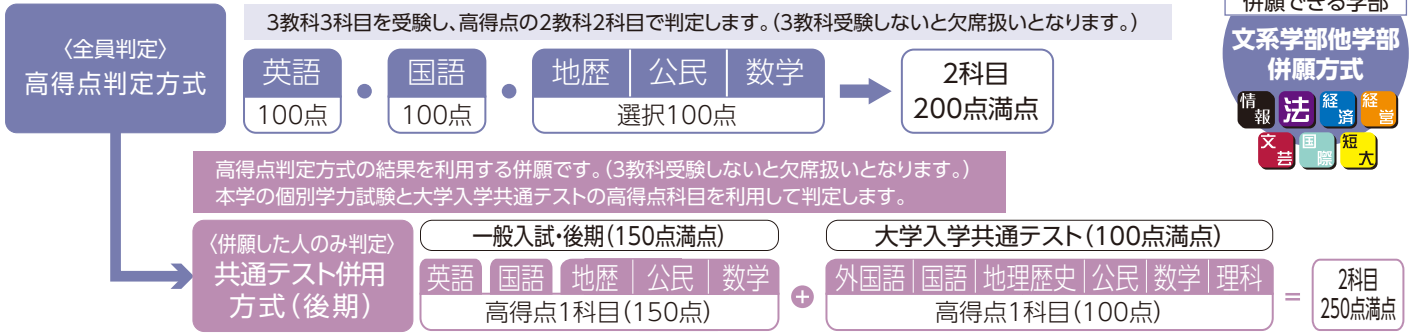 3教科3科目を受験し、高得点の2教科2科目で判定します。(3教科受験しないと欠席扱いとなります。)
〈全員判定〉
高得点判定方式
英語
100点
・
国語
100点
・
地歴 公民 数学
選択100点
2科目
200点満点
併願できる学部
文系学部他学部
併願方式
情報 法 経済 経営
文芸 国際 短大
高得点判定方式の結果を利用する併願です。(3教科受験しないと欠席扱いとなります。)
本学の個別学力試験と大学入学共通テストの高得点科目を利用して判定します。
〈併願した人のみ判定〉
共通テスト併用
方式(後期)
一般入試・後期(150点満点)
英語 国語 地歴 公民 数学
高得点1科目(150点)
+
大学入学共通テスト(100点満点)
外国語 国語 地理歴史 公民 数学 理科
高得点1科目(100点)
=
2科目
250点満点